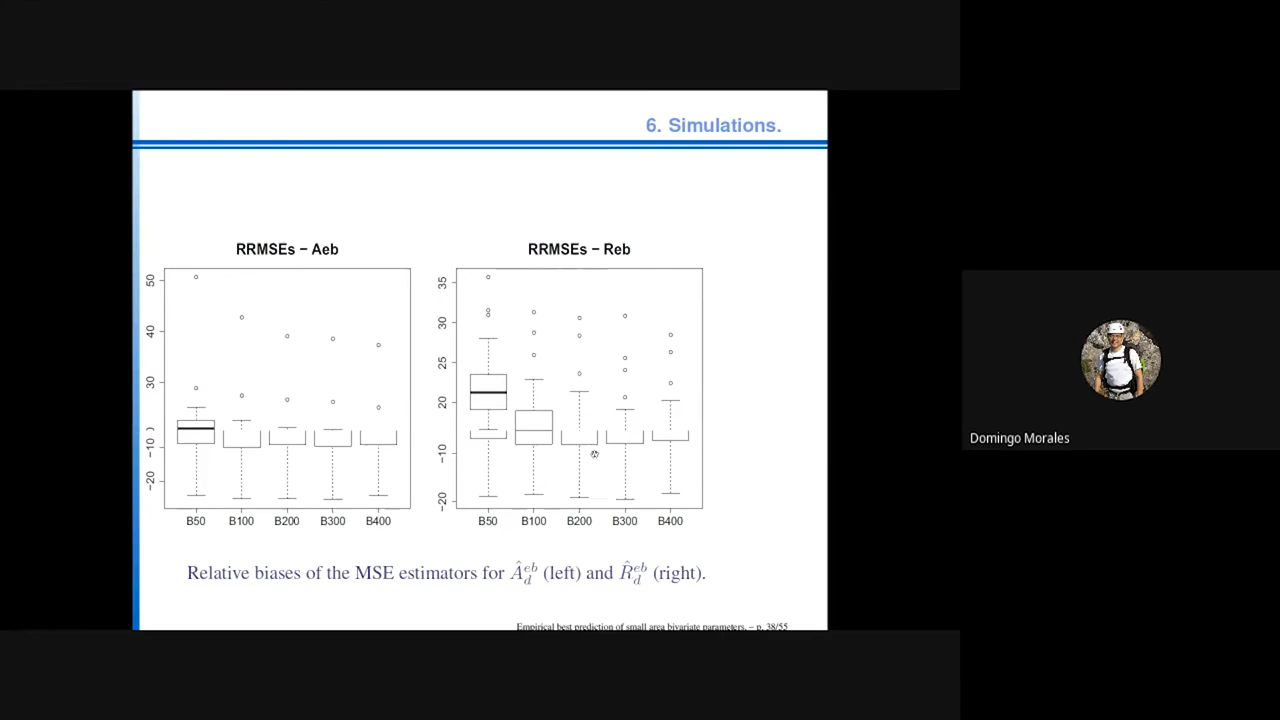 6. Simulations.
RRMSEs − Aeb
RRMSEs − Reb
50
40
30
−10
−20
35
30
25
20
−10
−20
B50 B100 B200 B300 B400
B50 B100 B200 B300 B400
Relative biases of the MSE estimators for Â_d^{eb} (left) and R̂_d^{eb} (right).
Empirical best prediction of small area bivariate parameters. – p. 38/55
Domingo Morales